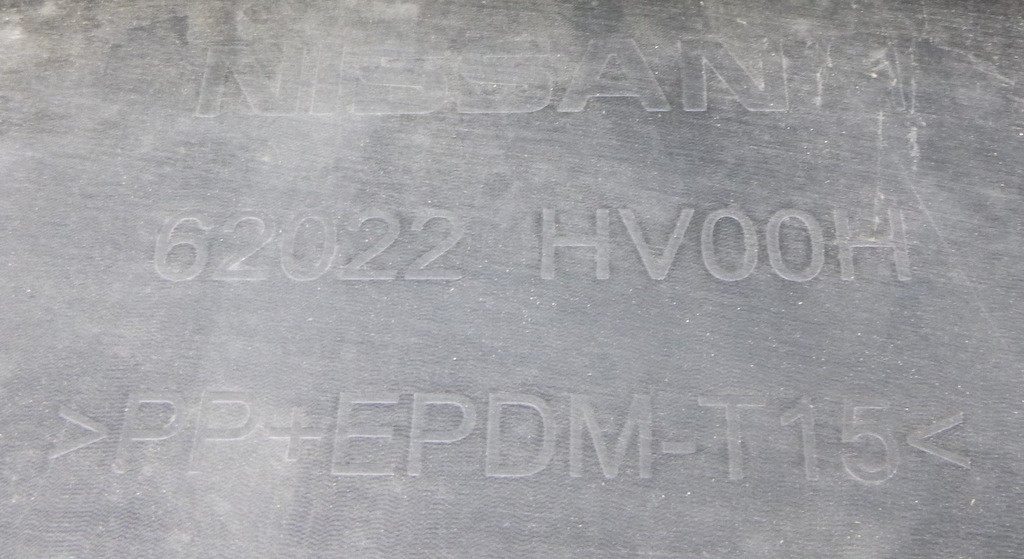 NISSAN
62022 HV00H
>PP+EPDM-T15<